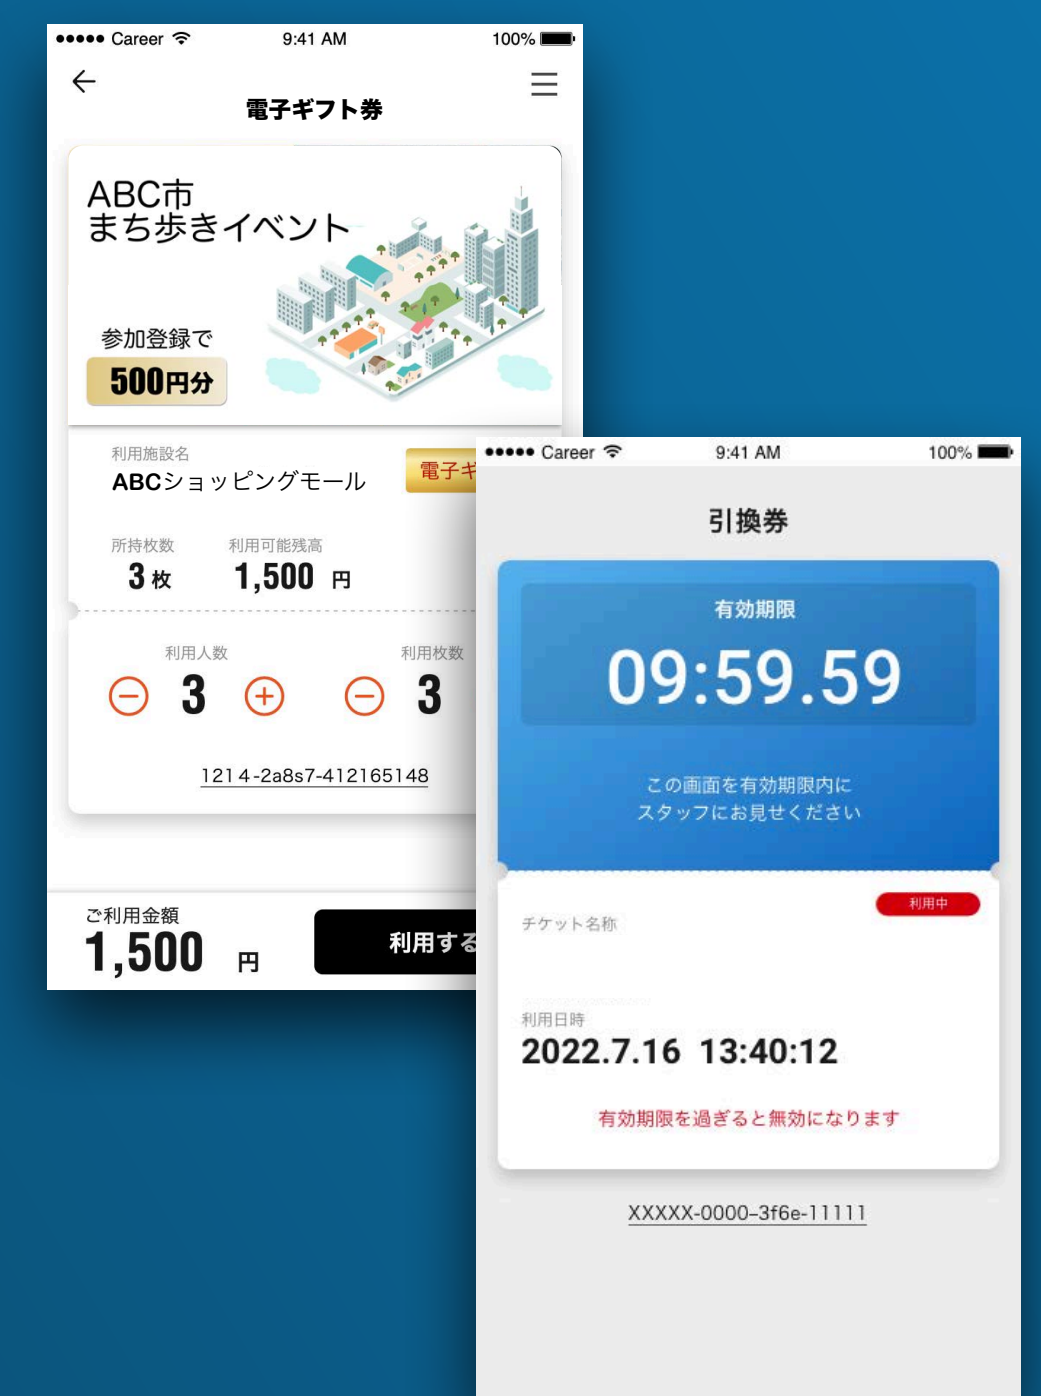 Career 9:41 AM 100%
電子ギフト券
ABC市
まち歩きイベント
参加登録で
500円分
利用施設名
ABCショッピングモール
電子ギ
所持枚数 利用可能残高
3枚 1,500 円
利用人数 利用枚数
3 3
1214-2a8s7-412165148
ご利用金額
1,500 円
利用する
Career 9:41 AM 100%
引換券
有効期限
09:59.59
この画面を有効期限内に
スタッフにお見せください
利用中
チケット名称
利用日時
2022.7.16 13:40:12
有効期限を過ぎると無効になります
XXXXX-0000-3f6e-11111